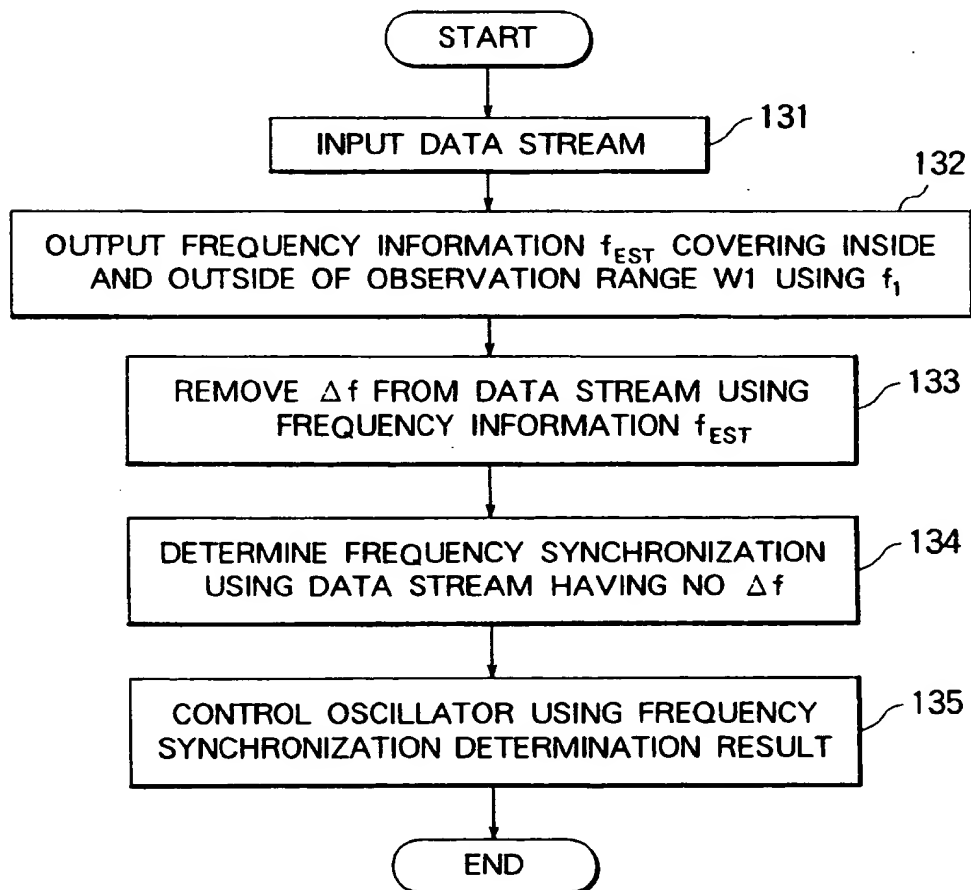 START
131
INPUT DATA STREAM
132
OUTPUT FREQUENCY INFORMATION fEST COVERING INSIDE
AND OUTSIDE OF OBSERVATION RANGE W1 USING f1
133
REMOVE Δf FROM DATA STREAM USING
FREQUENCY INFORMATION fEST
134
DETERMINE FREQUENCY SYNCHRONIZATION
USING DATA STREAM HAVING NO Δf
135
CONTROL OSCILLATOR USING FREQUENCY
SYNCHRONIZATION DETERMINATION RESULT
END